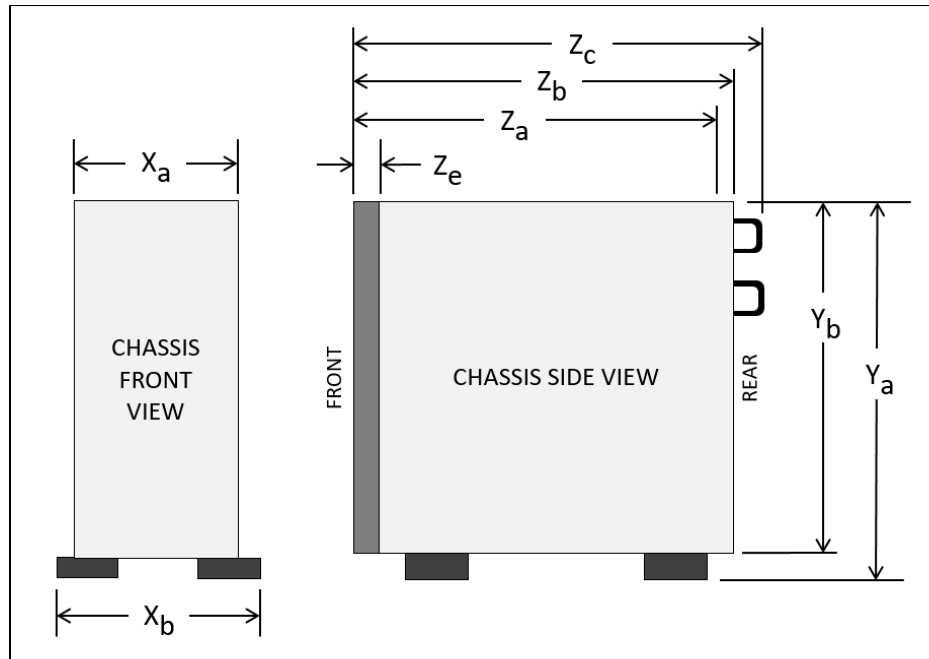 Zc
Zb
Za
Xa
Ze
CHASSIS
FRONT
VIEW
FRONT
CHASSIS SIDE VIEW
REAR
Yb
Ya
Xb